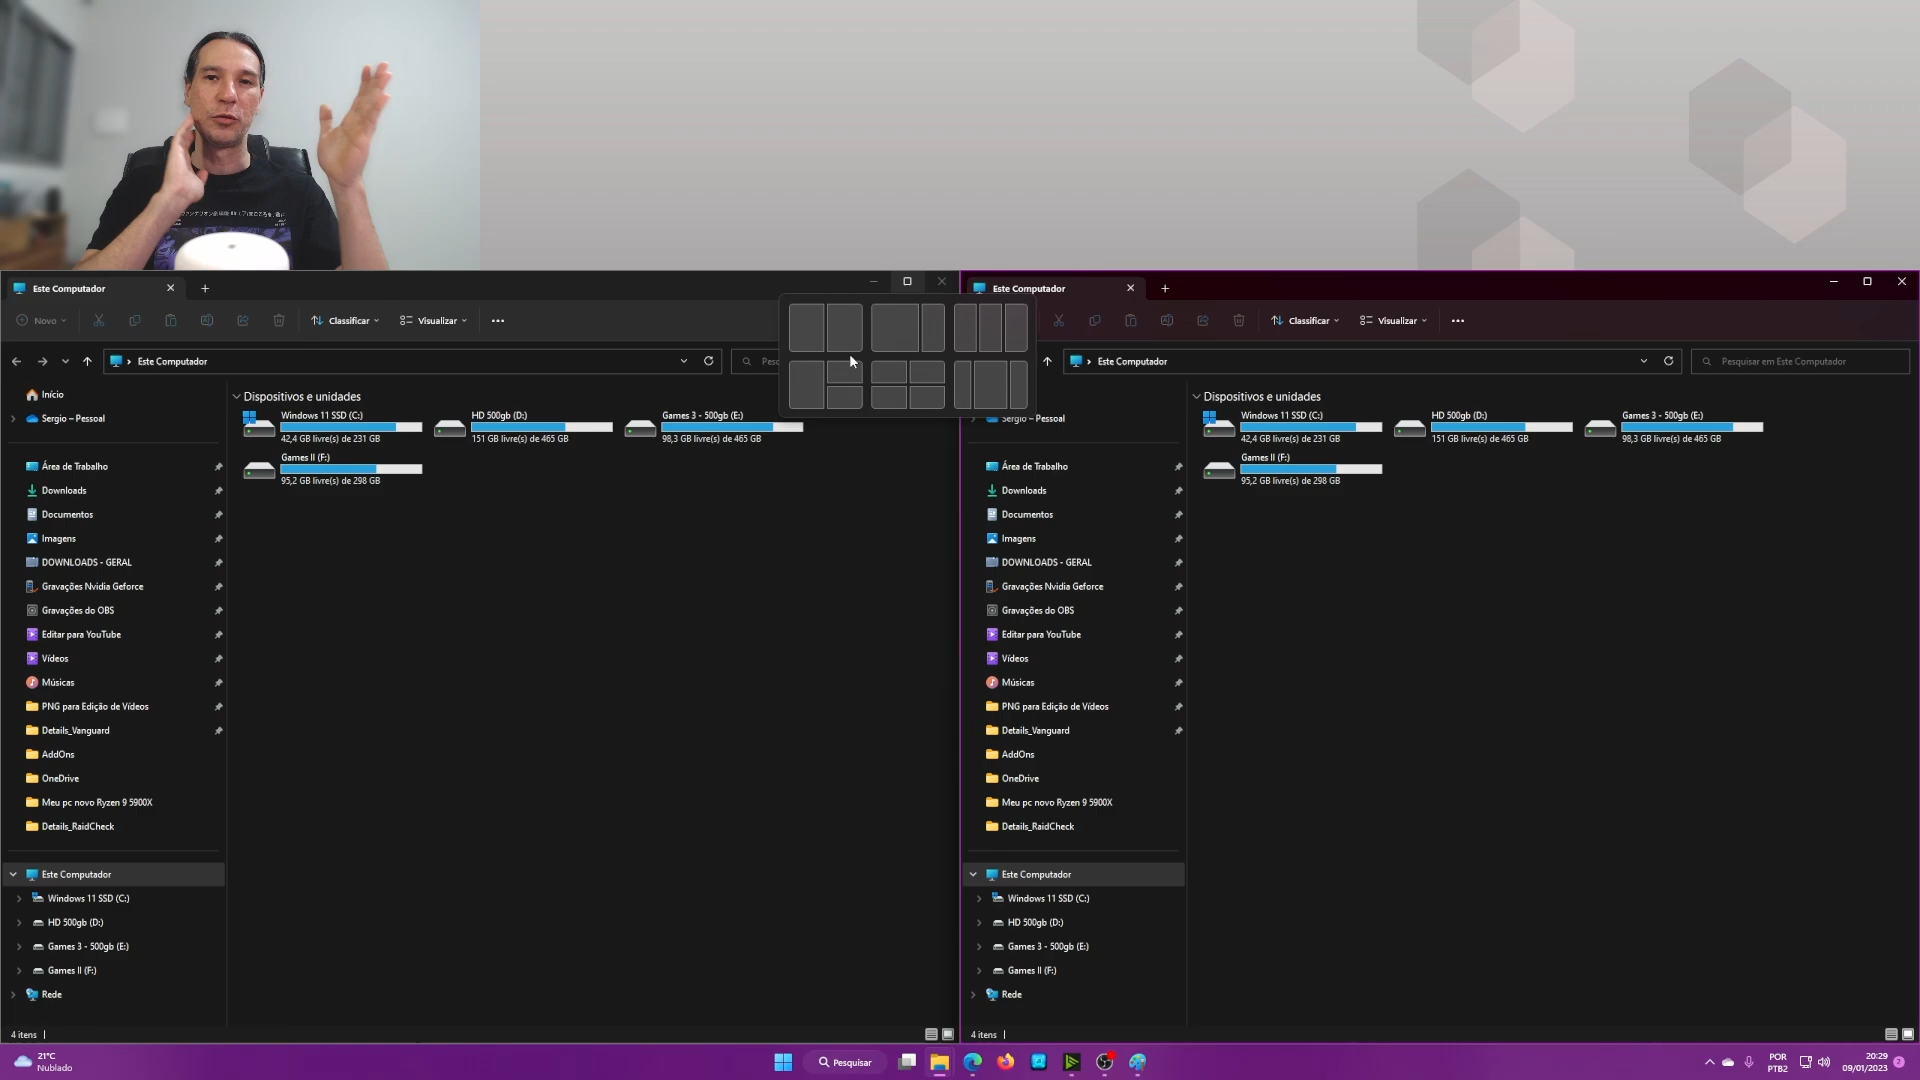 Este Computador
Novo
Classificar
Visualizar
Este Computador
Início
Sergio – Pessoal
Área de Trabalho
Downloads
Documentos
Imagens
DOWNLOADS - GERAL
Gravações Nvidia Geforce
Gravações do OBS
Editar para YouTube
Vídeos
Músicas
PNG para Edição de Vídeos
Details_Vanguard
AddOns
OneDrive
Meu pc novo Ryzen 9 5900X
Details_RaidCheck
Este Computador
Windows 11 SSD (C:)
HD 500gb (D:)
Games 3 - 500gb (E:)
Games II (F:)
Rede
4 itens
Dispositivos e unidades
Windows 11 SSD (C:)
42,4 GB livre(s) de 231 GB
HD 500gb (D:)
151 GB livre(s) de 465 GB
Games 3 - 500gb (E:)
98,3 GB livre(s) de 465 GB
Games II (F:)
95,2 GB livre(s) de 298 GB
Este Computador
Classificar
Visualizar
Este Computador
Pesquisar em Este Computador
Sergio – Pessoal
Área de Trabalho
Downloads
Documentos
Imagens
DOWNLOADS - GERAL
Gravações Nvidia Geforce
Gravações do OBS
Editar para YouTube
Vídeos
Músicas
PNG para Edição de Vídeos
Details_Vanguard
AddOns
OneDrive
Meu pc novo Ryzen 9 5900X
Details_RaidCheck
Este Computador
Windows 11 SSD (C:)
HD 500gb (D:)
Games 3 - 500gb (E:)
Games II (F:)
Rede
4 itens
Dispositivos e unidades
Windows 11 SSD (C:)
42,4 GB livre(s) de 231 GB
HD 500gb (D:)
151 GB livre(s) de 465 GB
Games 3 - 500gb (E:)
98,3 GB livre(s) de 465 GB
Games II (F:)
95,2 GB livre(s) de 298 GB
21°C
Nublado
Pesquisar
POR
PTB2
20:29
09/01/2023
2